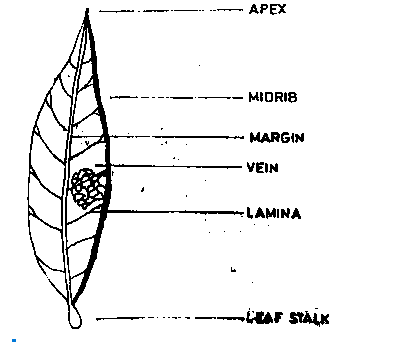 APEX
MIDRIB
MARGIN
VEIN
LAMINA
LEAF STALK